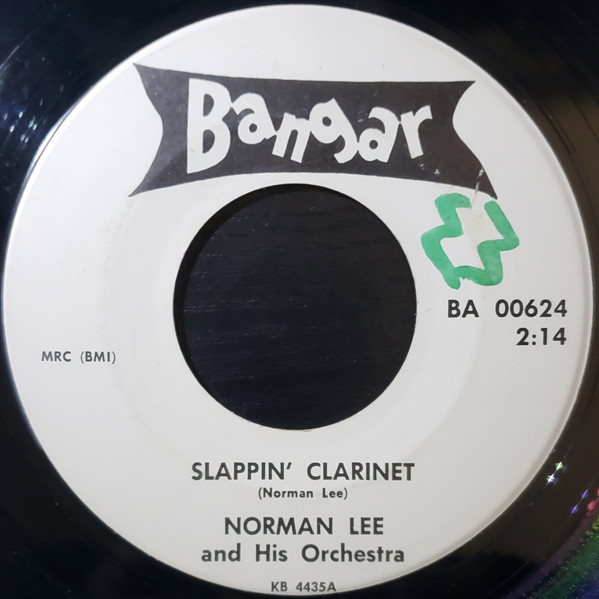 Bangar
BA 00624
2:14
MRC (BMI)
SLAPPIN' CLARINET
(Norman Lee)
NORMAN LEE
and His Orchestra
KB 4435A